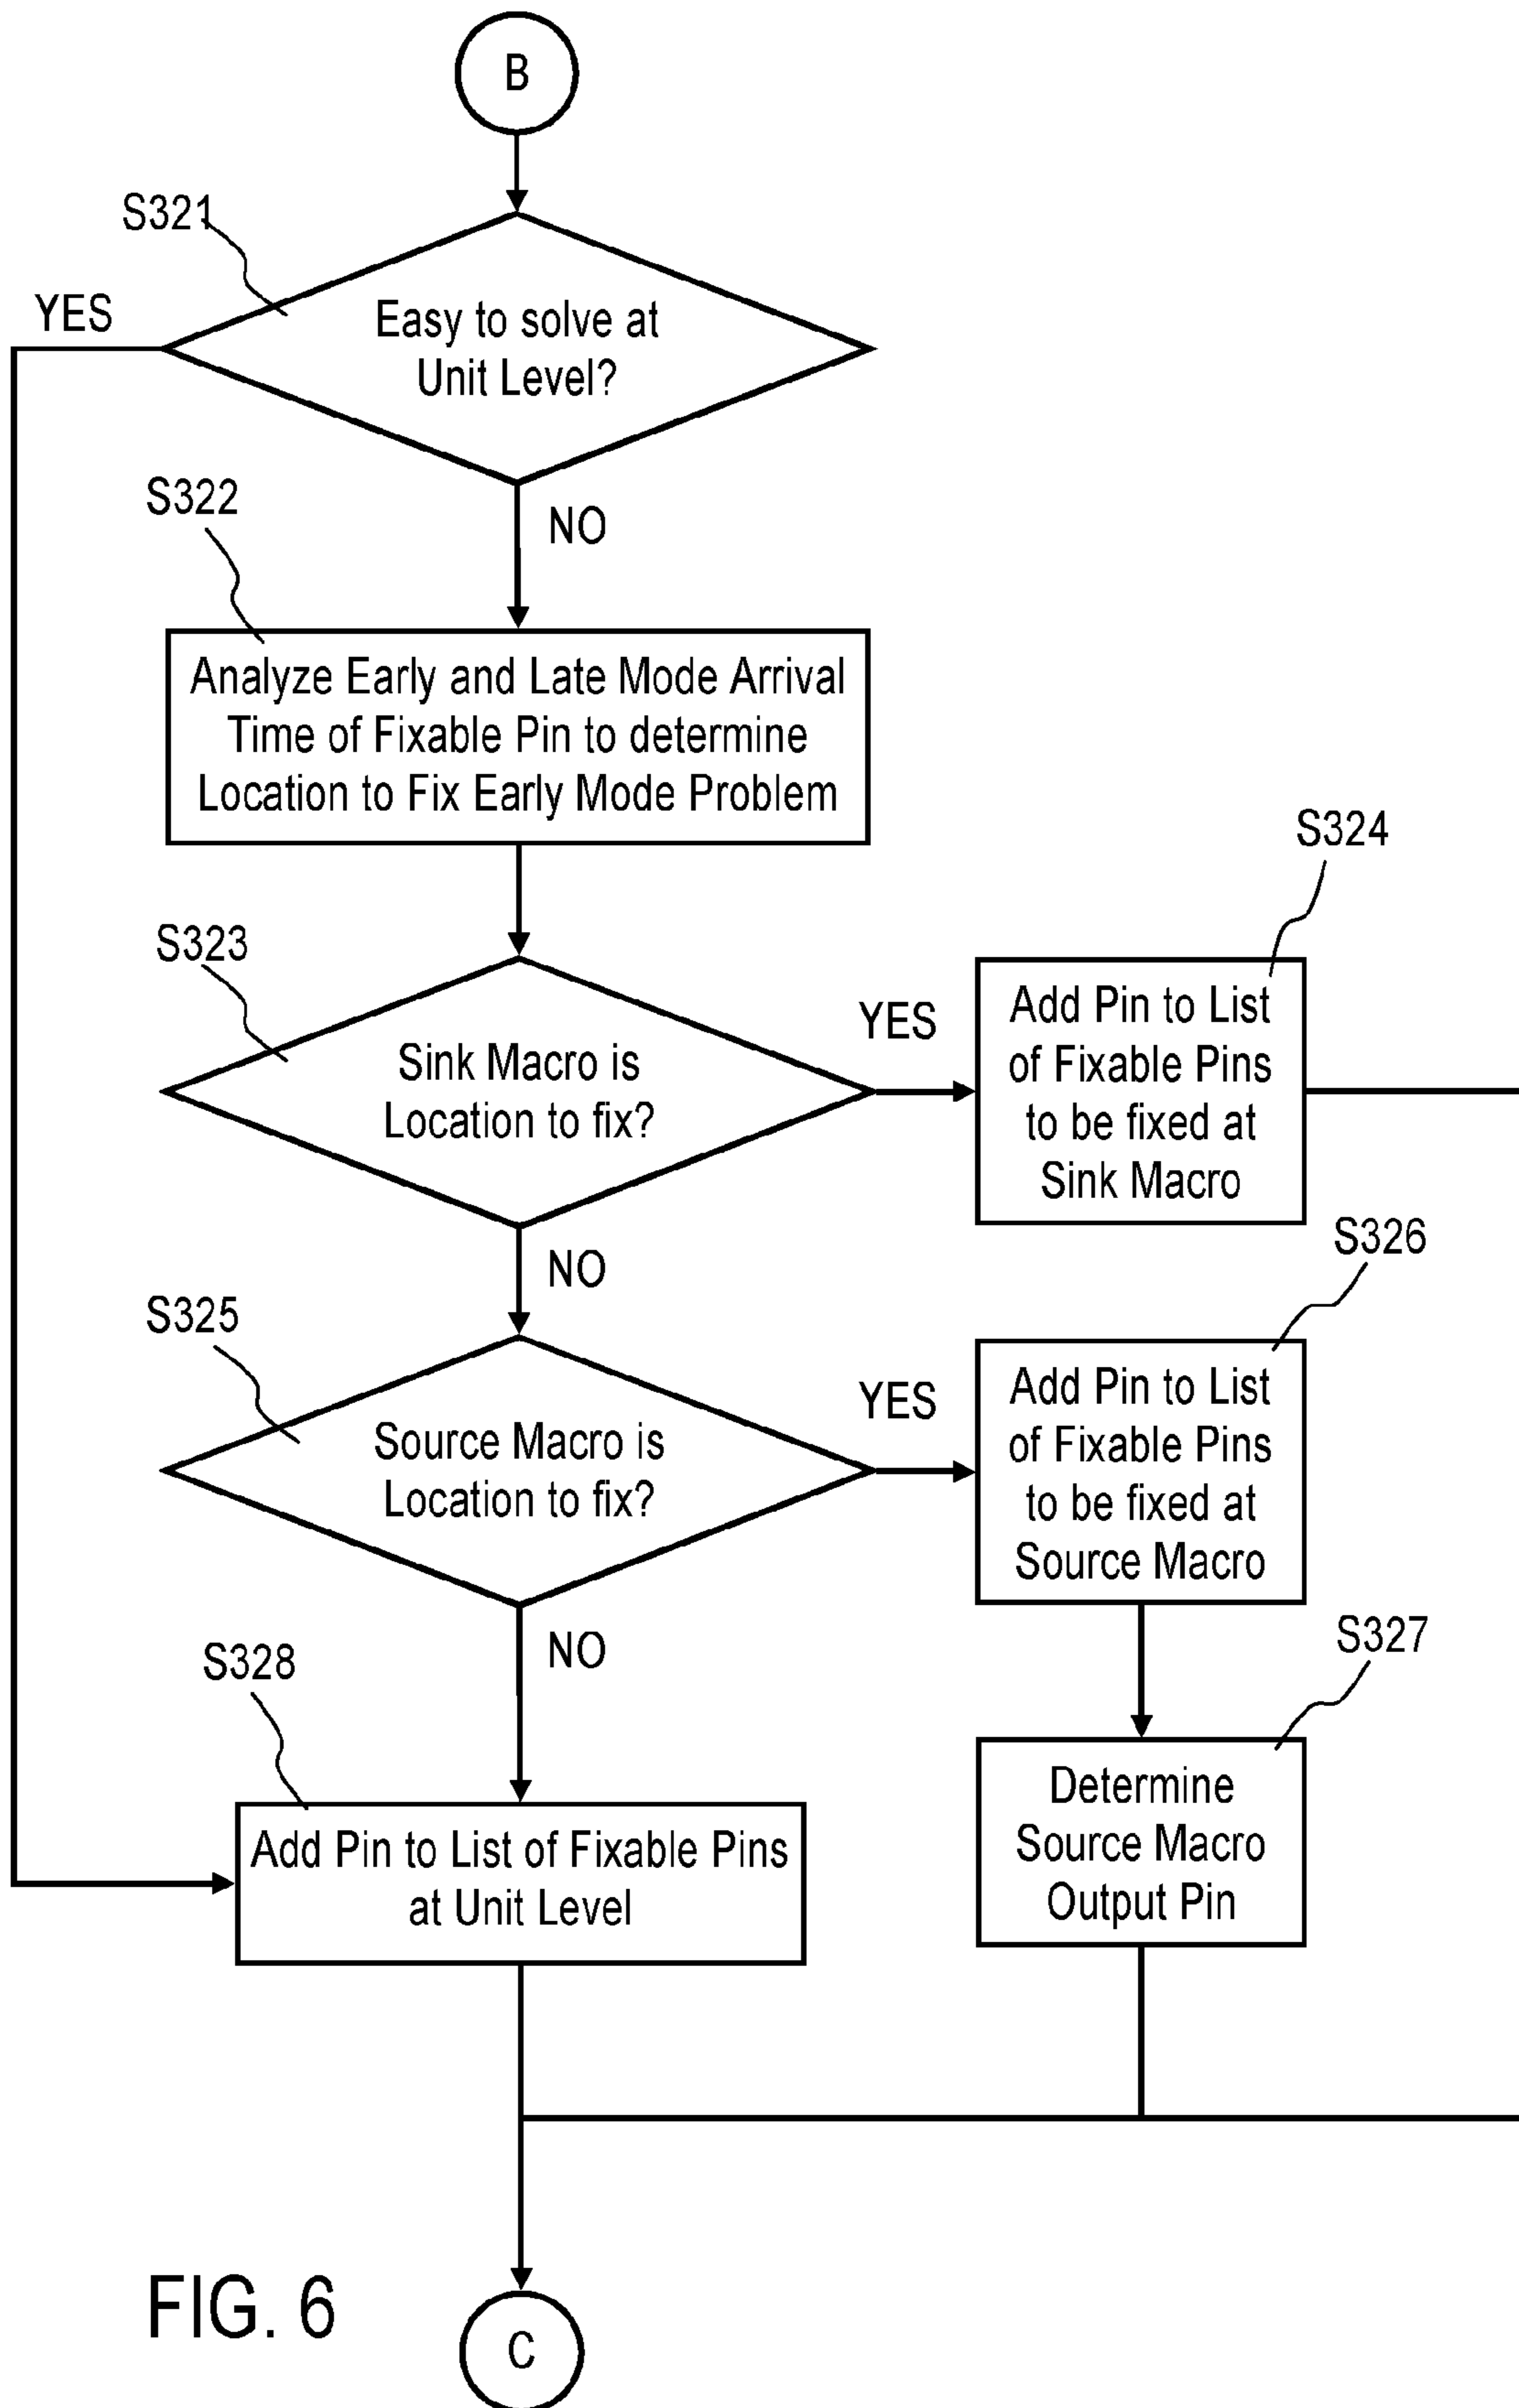 B
S321
YES
Easy to solve at
Unit Level?
S322
NO
Analyze Early and Late Mode Arrival
Time of Fixable Pin to determine
Location to Fix Early Mode Problem
S323
Sink Macro is
Location to fix?
YES
S324
Add Pin to List
of Fixable Pins
to be fixed at
Sink Macro
NO
S325
Source Macro is
Location to fix?
YES
S326
Add Pin to List
of Fixable Pins
to be fixed at
Source Macro
NO
S327
Determine
Source Macro
Output Pin
S328
Add Pin to List of Fixable Pins
at Unit Level
FIG. 6
C